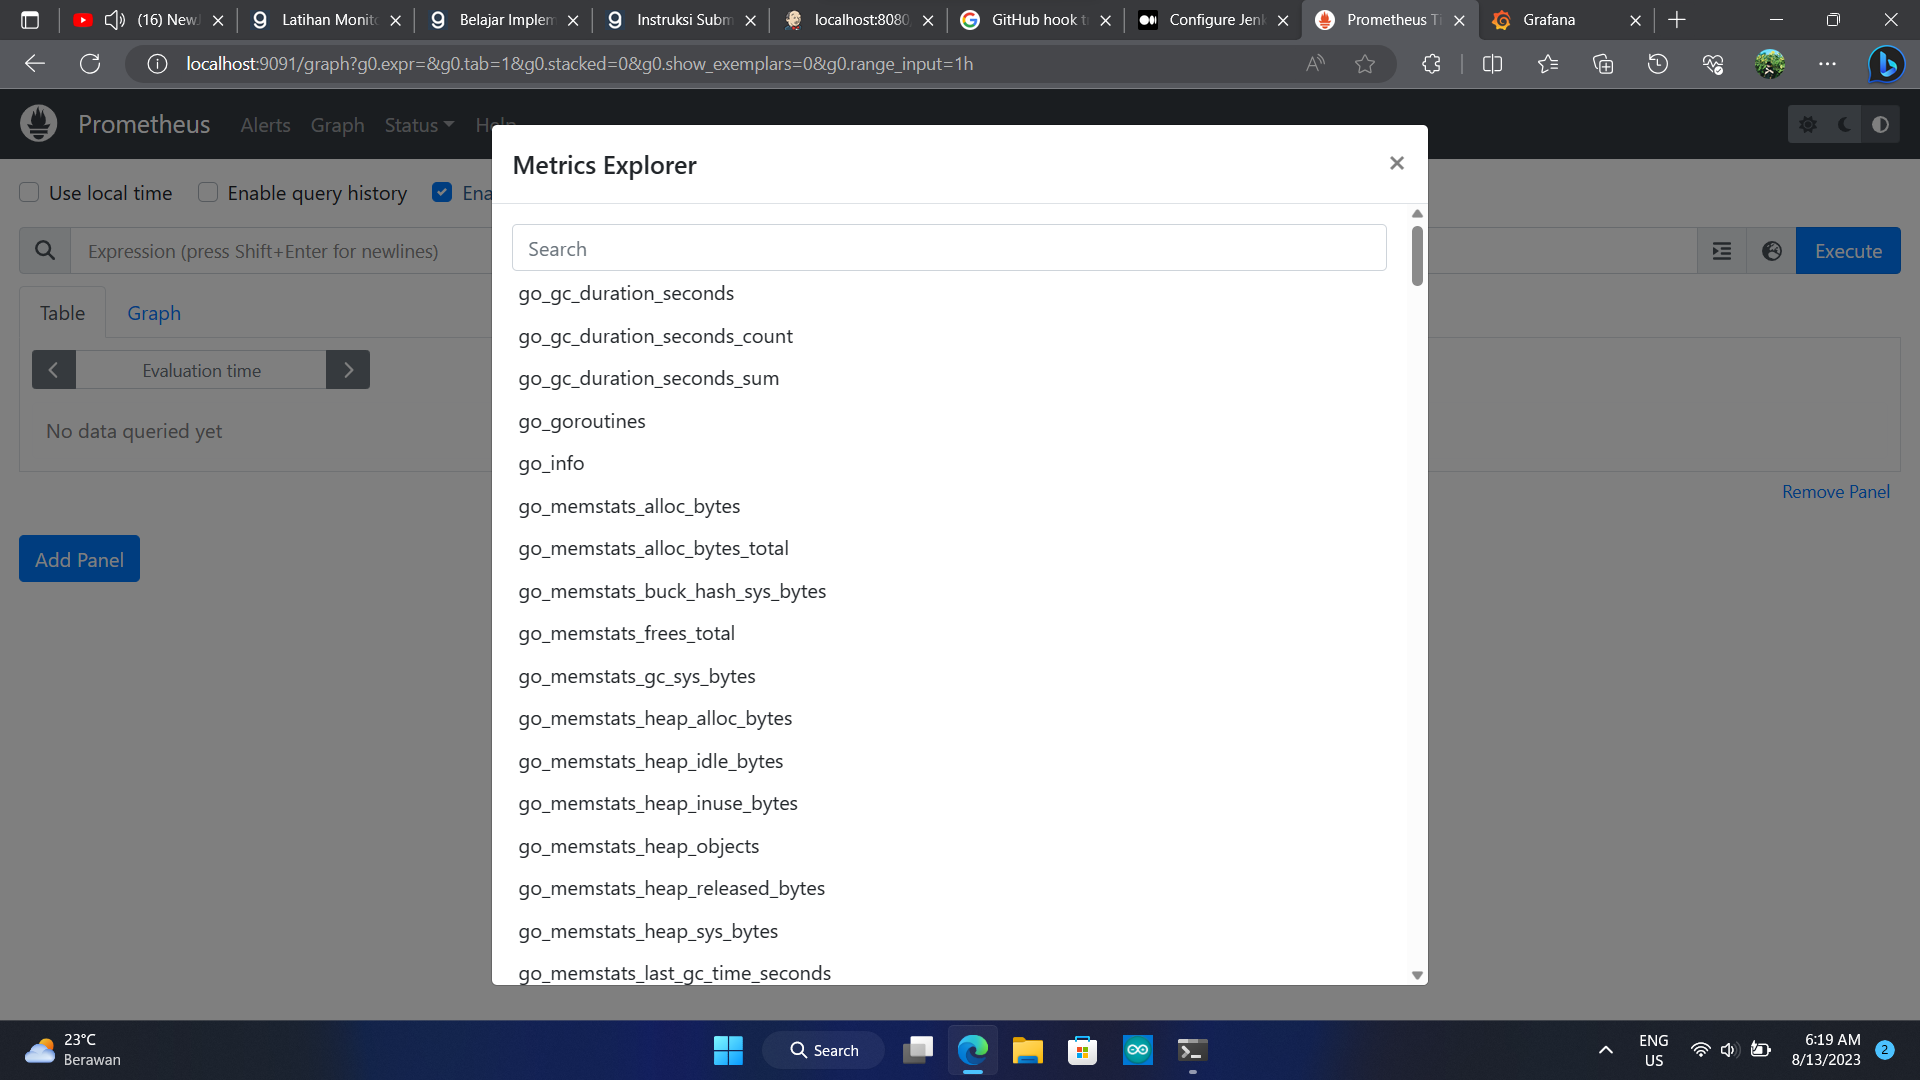 (16) New
Latihan Monit
Belajar Implem
Instruksi Subm
localhost:8080
GitHub hook t
Configure Jenk
Prometheus T
Grafana
localhost:9091/graph?g0.expr=&g0.tab=1&g0.stacked=0&g0.show_exemplars=0&g0.range_input=1h
Prometheus
Alerts
Graph
Status
Help
Metrics Explorer
×
Use local time
Enable query history
Ena
Search
Expression (press Shift+Enter for newlines)
Execute
Table
Graph
Evaluation time
No data queried yet
Remove Panel
Add Panel
go_gc_duration_seconds
go_gc_duration_seconds_count
go_gc_duration_seconds_sum
go_goroutines
go_info
go_memstats_alloc_bytes
go_memstats_alloc_bytes_total
go_memstats_buck_hash_sys_bytes
go_memstats_frees_total
go_memstats_gc_sys_bytes
go_memstats_heap_alloc_bytes
go_memstats_heap_idle_bytes
go_memstats_heap_inuse_bytes
go_memstats_heap_objects
go_memstats_heap_released_bytes
go_memstats_heap_sys_bytes
go_memstats_last_gc_time_seconds
23°C
Berawan
Search
ENG
US
6:19 AM
8/13/2023
2